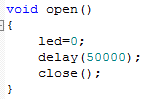 void open()
{
led=0;
delay(50000);
close();
}